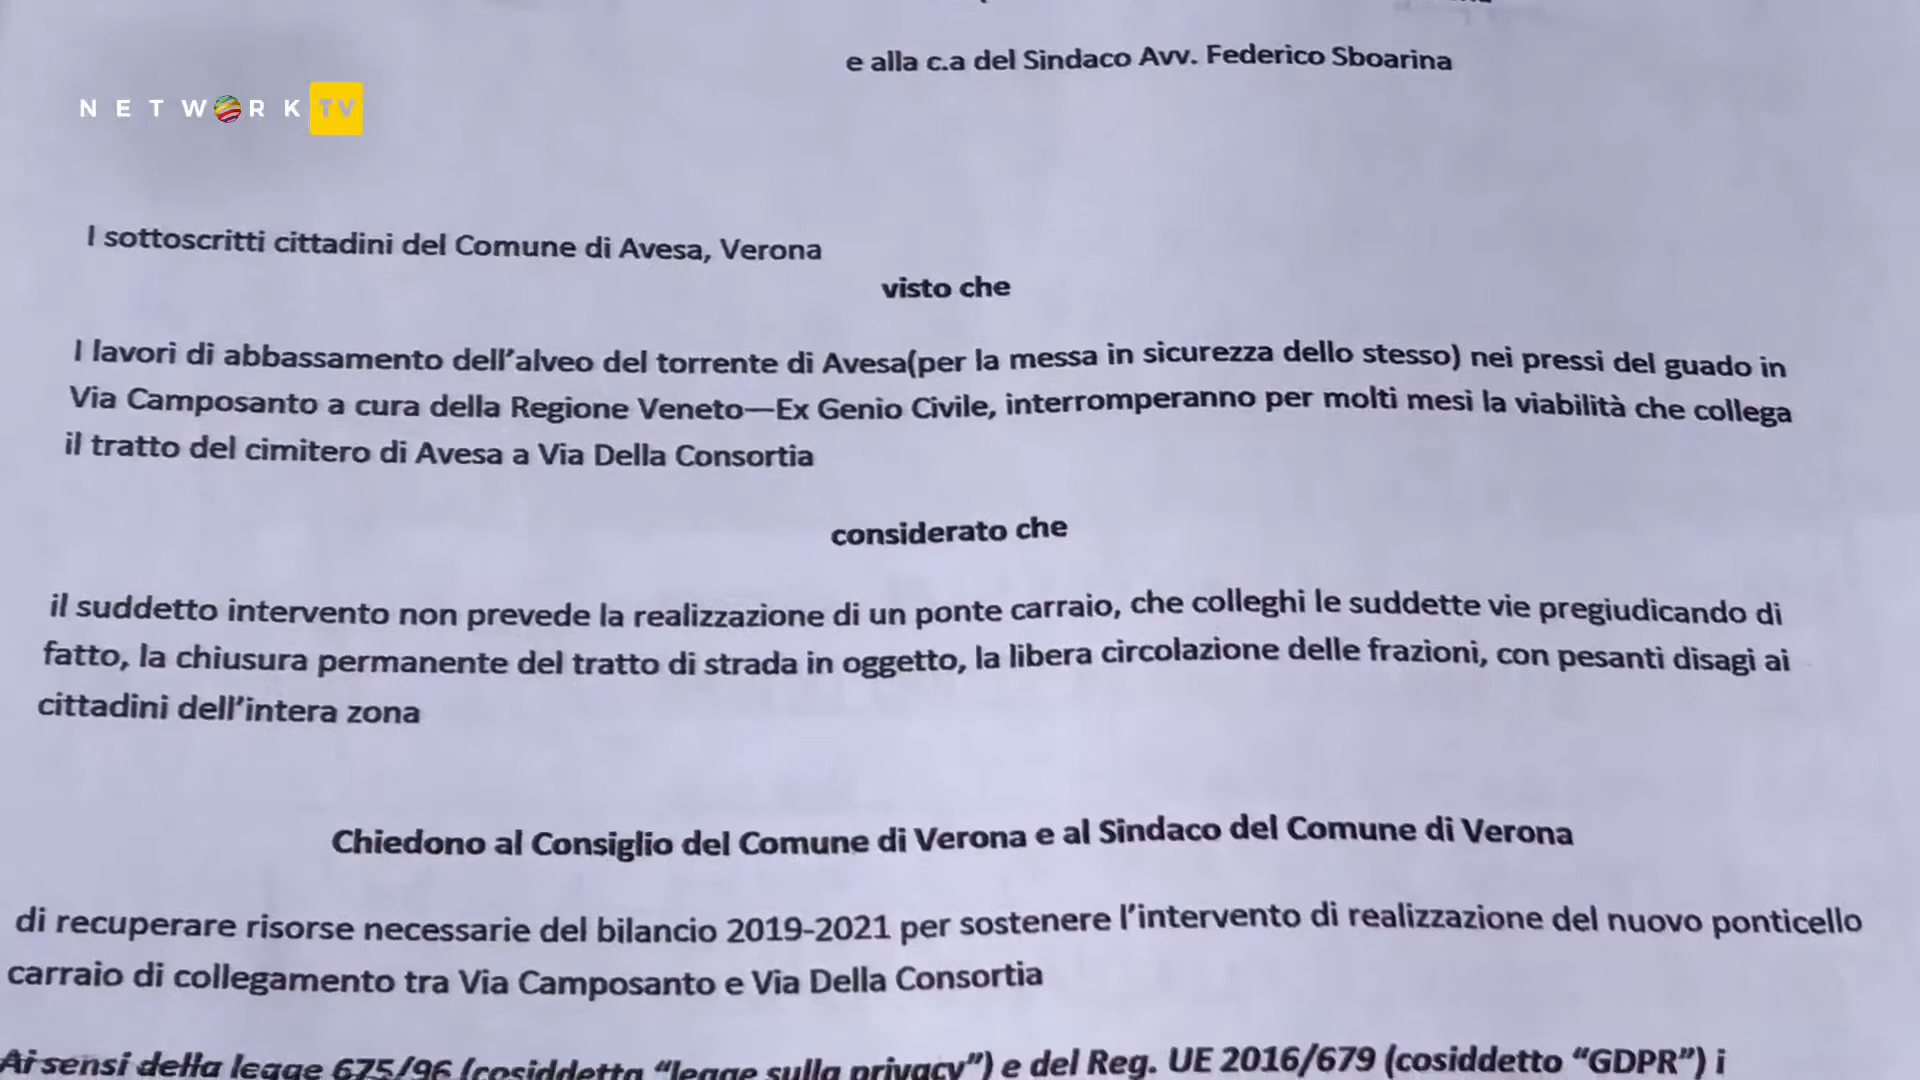 e alla c.a del Sindaco Avv. Federico Sboarina
NETWORK TV
I sottoscritti cittadini del Comune di Avesa, Verona
visto che
I lavori di abbassamento dell'alveo del torrente di Avesa(per la messa in sicurezza dello stesso) nei pressi del guado in
Via Camposanto a cura della Regione Veneto—Ex Genio Civile, interromperanno per molti mesi la viabilità che collega
il tratto del cimitero di Avesa a Via Della Consortia
considerato che
il suddetto intervento non prevede la realizzazione di un ponte carraio, che colleghi le suddette vie pregiudicando di
fatto, la chiusura permanente del tratto di strada in oggetto, la libera circolazione delle frazioni, con pesanti disagi ai
cittadini dell'intera zona
Chiedono al Consiglio del Comune di Verona e al Sindaco del Comune di Verona
di recuperare risorse necessarie del bilancio 2019-2021 per sostenere l'intervento di realizzazione del nuovo ponticello
carraio di collegamento tra Via Camposanto e Via Della Consortia
Ai sensi della legge 675/96 (cosiddetta “legge sulla privacy”) e del Reg. UE 2016/679 (cosiddetto “GDPR”) i